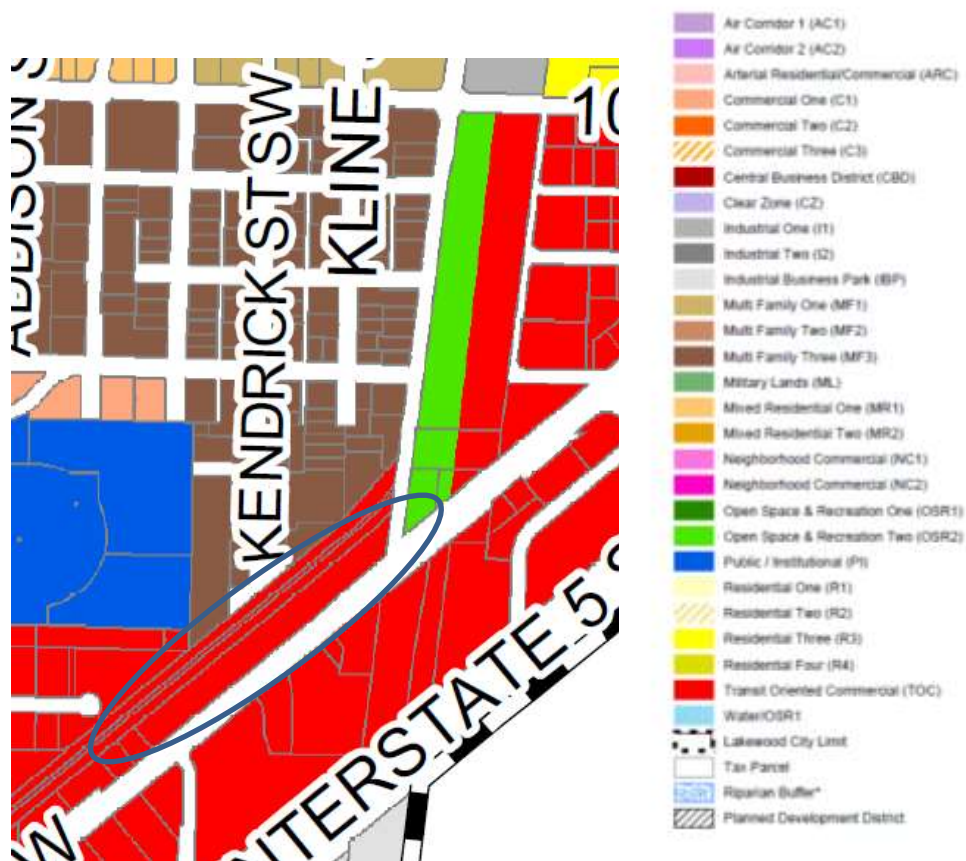 ADDISON S
KENDRICK ST SW
KLINE S
10
INTERSTATE 5 S
W
Air Corridor 1 (AC1)
Air Corridor 2 (AC2)
Arterial Residential/Commercial (ARC)
Commercial One (C1)
Commercial Two (C2)
Commercial Three (C3)
Central Business District (CBD)
Clear Zone (CZ)
Industrial One (I1)
Industrial Two (I2)
Industrial Business Park (IBP)
Multi Family One (MF1)
Multi Family Two (MF2)
Multi Family Three (MF3)
Military Lands (ML)
Mixed Residential One (MR1)
Mixed Residential Two (MR2)
Neighborhood Commercial (NC1)
Neighborhood Commercial (NC2)
Open Space & Recreation One (OSR1)
Open Space & Recreation Two (OSR2)
Public / Institutional (PI)
Residential One (R1)
Residential Two (R2)
Residential Three (R3)
Residential Four (R4)
Transit Oriented Commercial (TOC)
Water/OSR1
Lakewood City Limit
Tax Parcel
Riparian Buffer*
Planned Development District